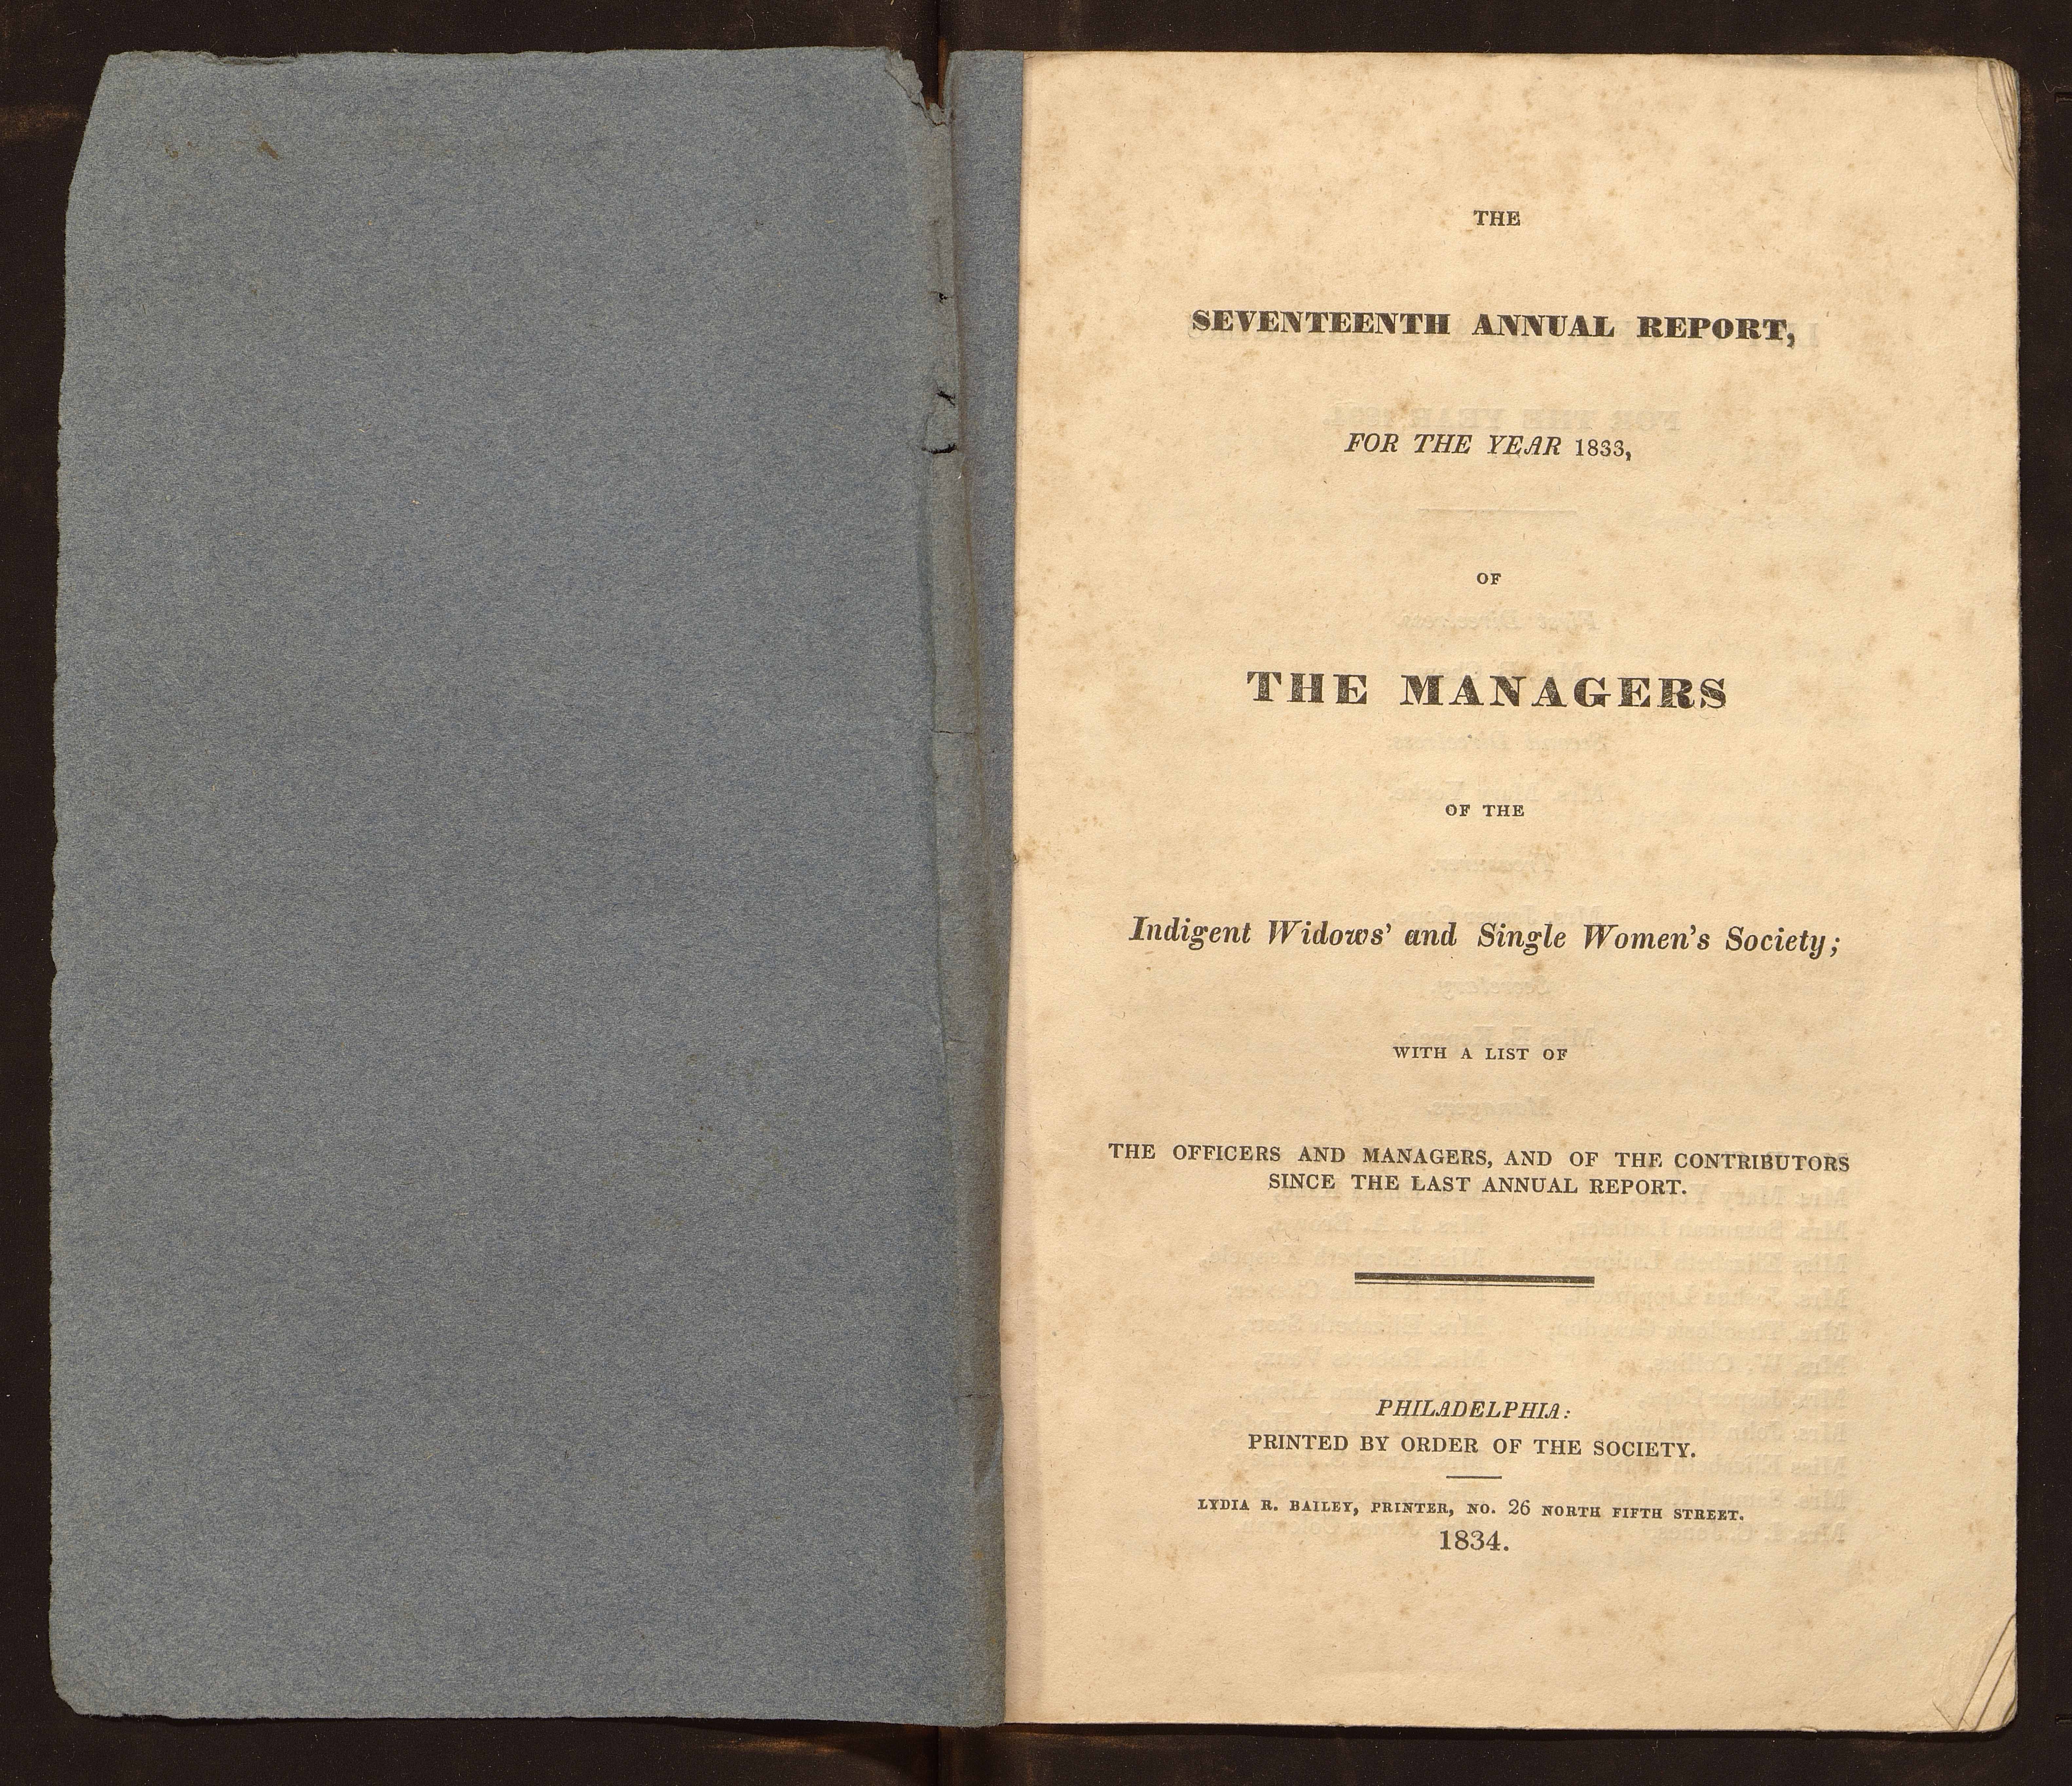 THE
SEVENTEENTH ANNUAL REPORT,
FOR THE YEAR 1833,
OF
THE MANAGERS
OF THE
Indigent Widows' and Single Women's Society;
WITH A LIST OF
THE OFFICERS AND MANAGERS, AND OF THE CONTRIBUTORS
SINCE THE LAST ANNUAL REPORT.
PHILADELPHIA:
PRINTED BY ORDER OF THE SOCIETY.
LYDIA R. BAILEY, PRINTER, NO. 26 NORTH FIFTH STREET.
1834.